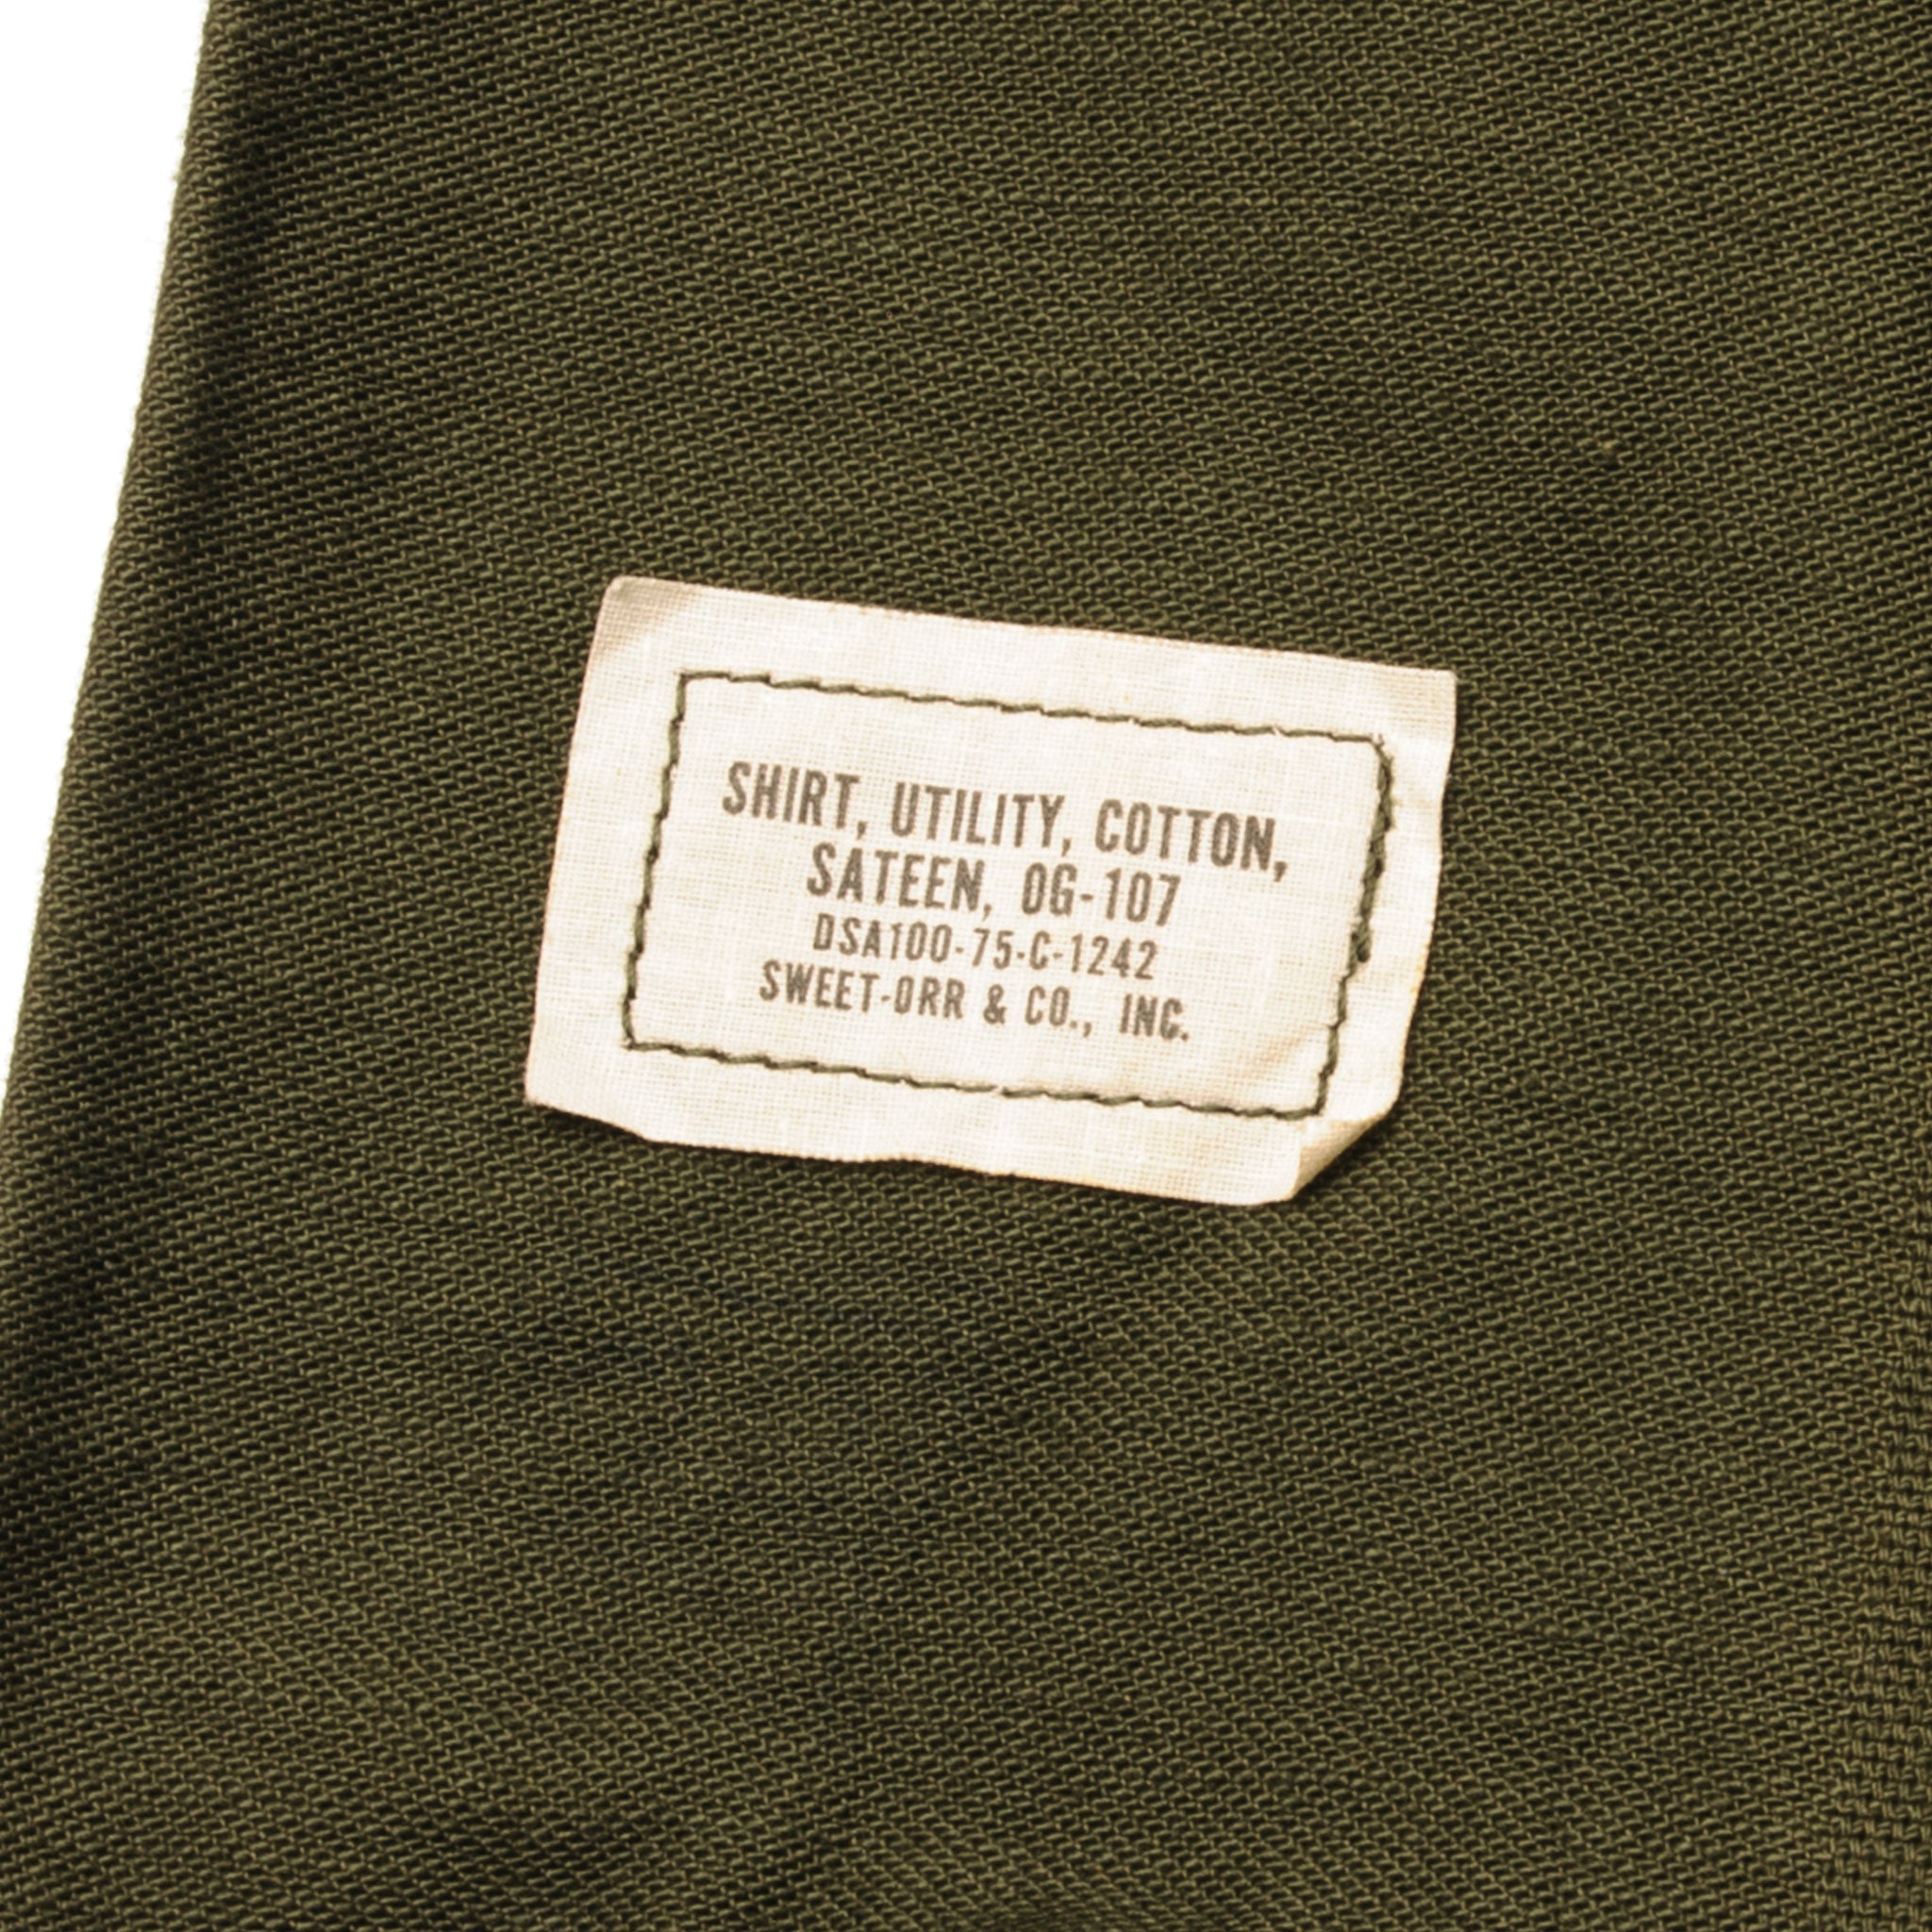 SHIRT, UTILITY, COTTON,
SATEEN, OG-107
DSA100-75-C-1242
SWEET-ORR & CO., INC.